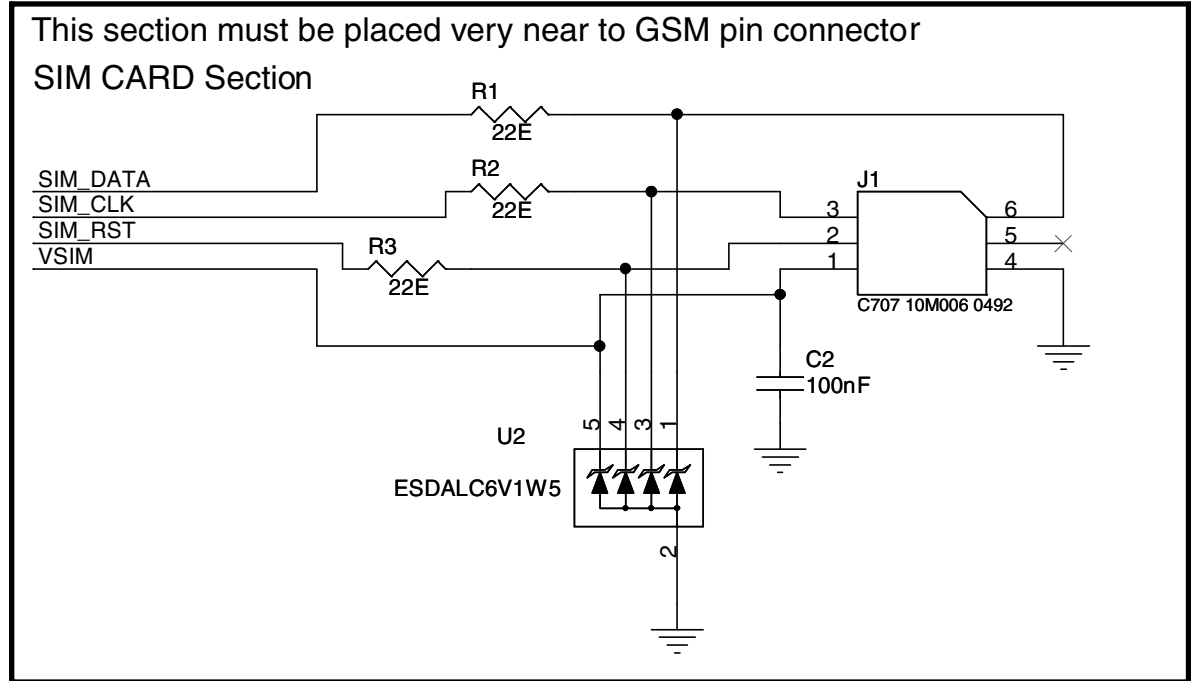 This section must be placed very near to GSM pin connector
SIM CARD Section
R1
22E
SIM_DATA
R2
22E
SIM_CLK
SIM_RST
VSIM
R3
22E
J1
3
2
1
6
5
4
C707 10M006 0492
C2
100nF
U2
5
4
3
1
ESDALC6V1W5
2